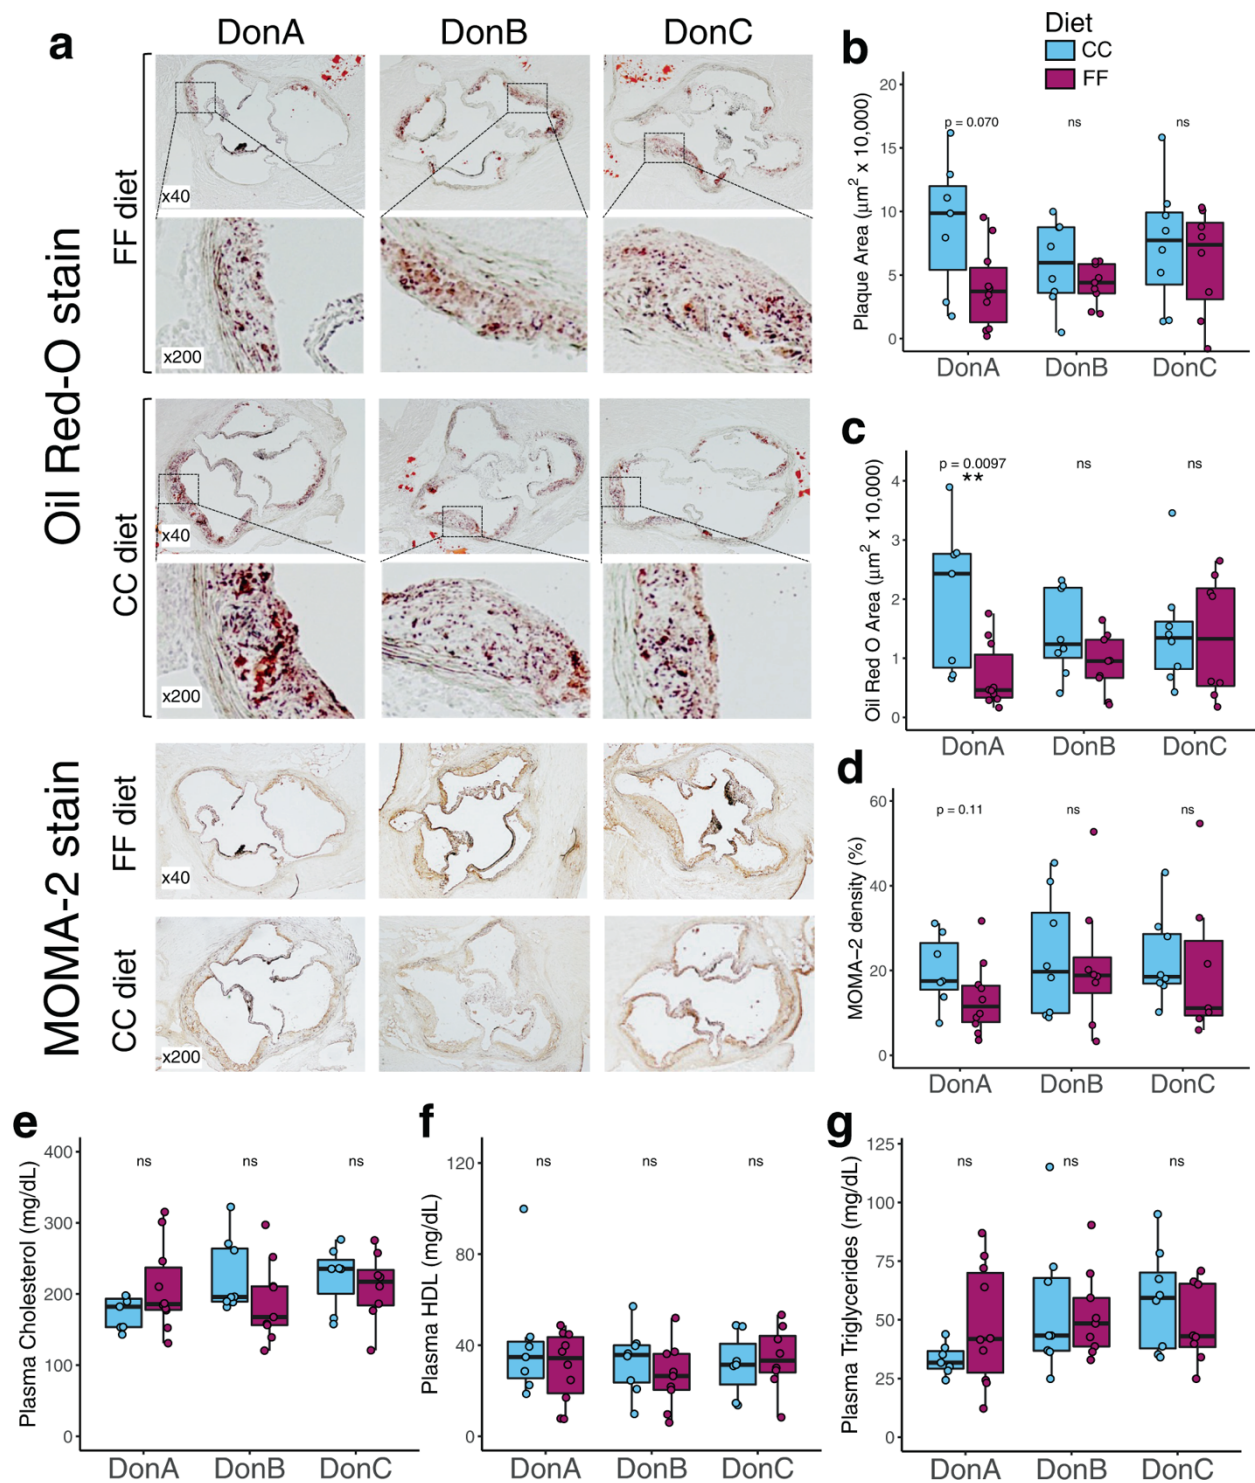 a
DonA
DonB
DonC
Oil Red-O stain
FF diet
x40
x200
CC diet
x40
x200
MOMA-2 stain
FF diet
x40
CC diet
x200
Diet
CC
FF
b
Plaque Area (μm² x 10,000)
20
15
10
5
0
p = 0.070
ns
ns
DonA
DonB
DonC
c
Oil Red O Area (μm² x 10,000)
4
3
2
1
0
p = 0.0097
**
ns
ns
DonA
DonB
DonC
d
MOMA−2 density (%)
60
40
20
0
p = 0.11
ns
ns
DonA
DonB
DonC
e
Plasma Cholesterol (mg/dL)
400
300
200
100
0
ns
ns
ns
DonA
DonB
DonC
f
Plasma HDL (mg/dL)
120
80
40
0
ns
ns
ns
DonA
DonB
DonC
g
Plasma Triglycerides (mg/dL)
125
100
75
50
25
0
ns
ns
ns
DonA
DonB
DonC